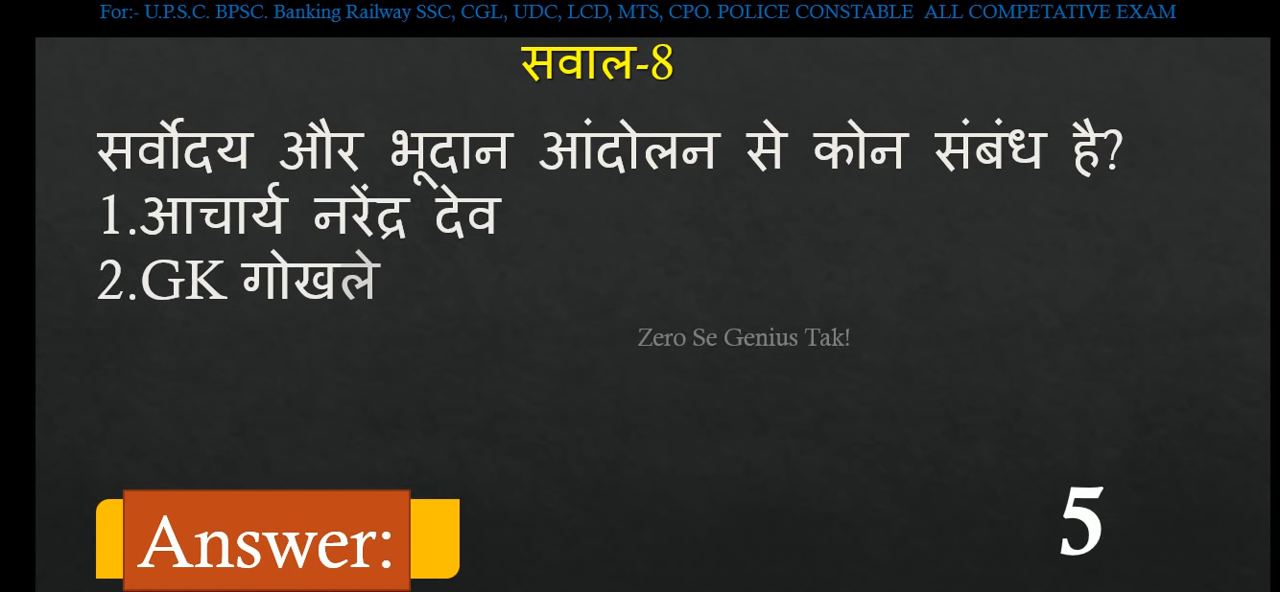 For:- U.P.S.C. BPSC. Banking Railway SSC, CGL, UDC, LCD, MTS, CPO. POLICE CONSTABLE ALL COMPETATIVE EXAM
सवाल-8
सर्वोदय और भूदान आंदोलन से कोन संबंध है?
1.आचार्य नरेंद्र देव
2.GK गोखले
Zero Se Genius Tak!
Answer:
5